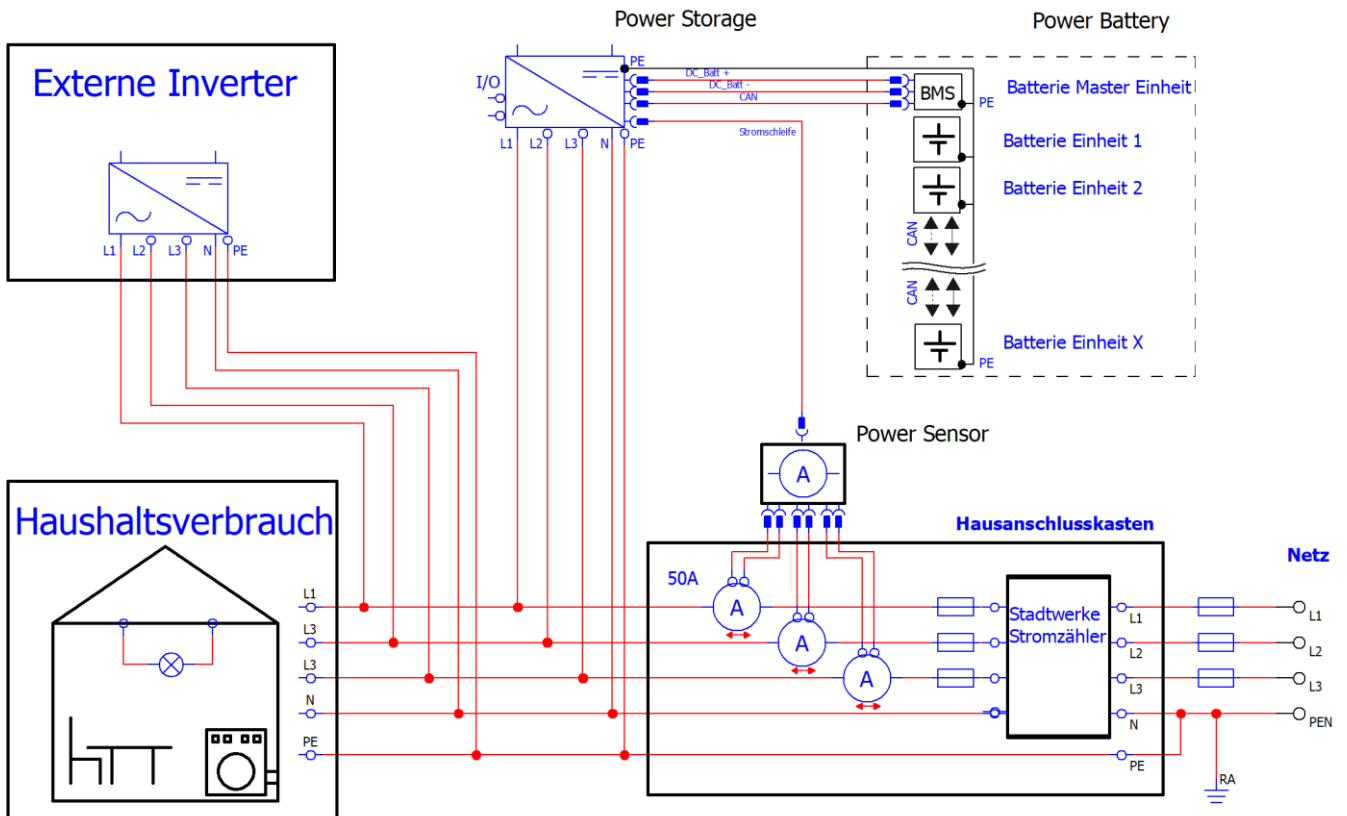 Power Storage
Power Battery
Externe Inverter
I/O
PE
DC_Batt +
DC_Batt -
CAN
Stromschleife
L1 L2 L3 N PE
BMS
PE
Batterie Master Einheit
Batterie Einheit 1
Batterie Einheit 2
CAN
CAN
Batterie Einheit X
PE
L1 L2 L3 N PE
Power Sensor
A
Haushaltsverbrauch
L1
L3
L3
N
PE
Hausanschlusskasten
50A
A
A
A
Stadtwerke
Stromzähler
L1
L2
L3
N
PE
Netz
L1
L2
L3
PEN
RA